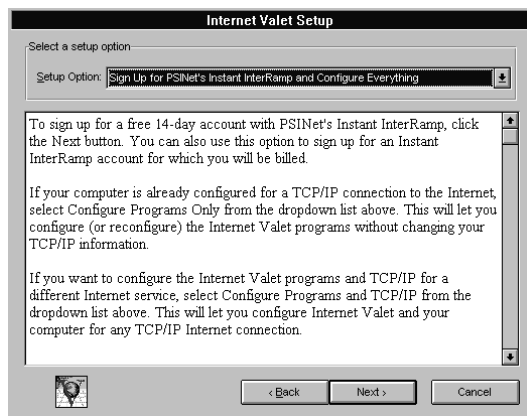 Internet Valet Setup
Select a setup option
Setup Option: Sign Up for PSINet's Instant InterRamp and Configure Everything
To sign up for a free 14-day account with PSINet's Instant InterRamp, click
the Next button. You can also use this option to sign up for an Instant
InterRamp account for which you will be billed.
If your computer is already configured for a TCP/IP connection to the Internet,
select Configure Programs Only from the dropdown list above. This will let you
configure (or reconfigure) the Internet Valet programs without changing your
TCP/IP information.
If you want to configure the Internet Valet programs and TCP/IP for a
different Internet service, select Configure Programs and TCP/IP from the
dropdown list above. This will let you configure Internet Valet and your
computer for any TCP/IP Internet connection.
‹ Back Next › Cancel